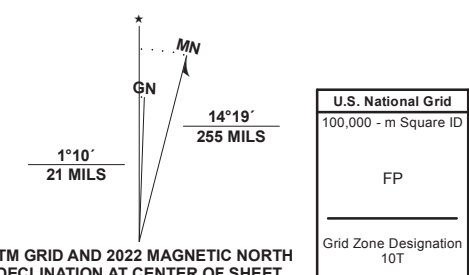 MN
GN
14°19´
255 MILS
1°10´
21 MILS
TM GRID AND 2022 MAGNETIC NORTH
DECLINATION AT CENTER OF SHEET
U.S. National Grid
100,000 - m Square ID
FP
Grid Zone Designation
10T